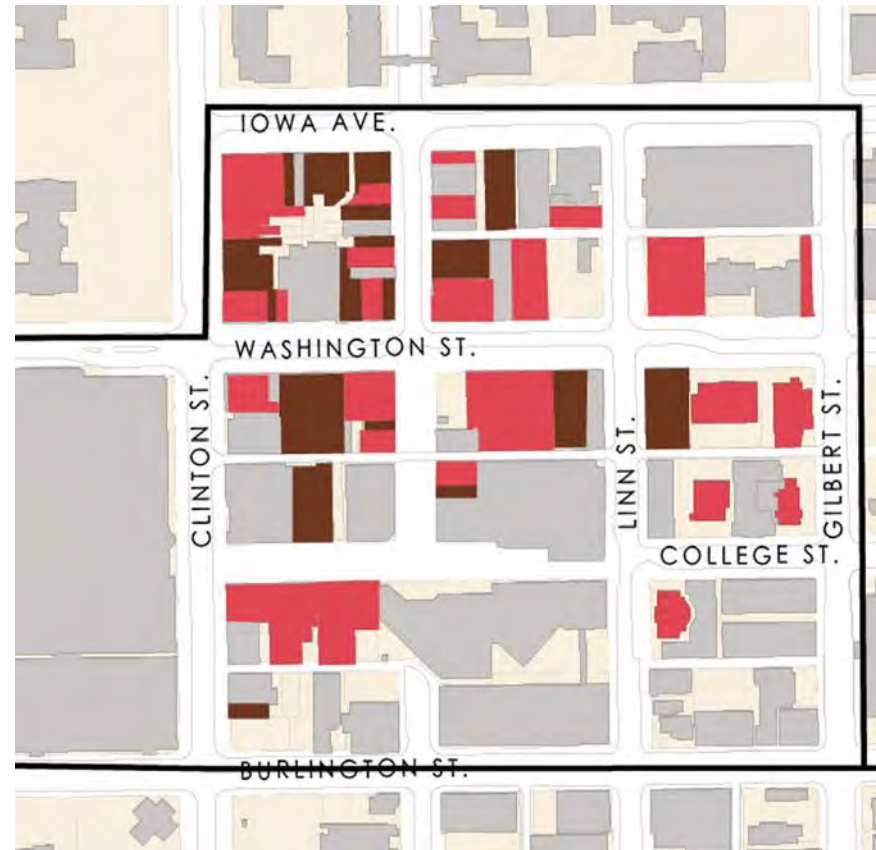 IOWA AVE.
WASHINGTON ST.
CLINTON ST.
LINN ST.
GILBERT ST.
COLLEGE ST.
BURLINGTON ST.